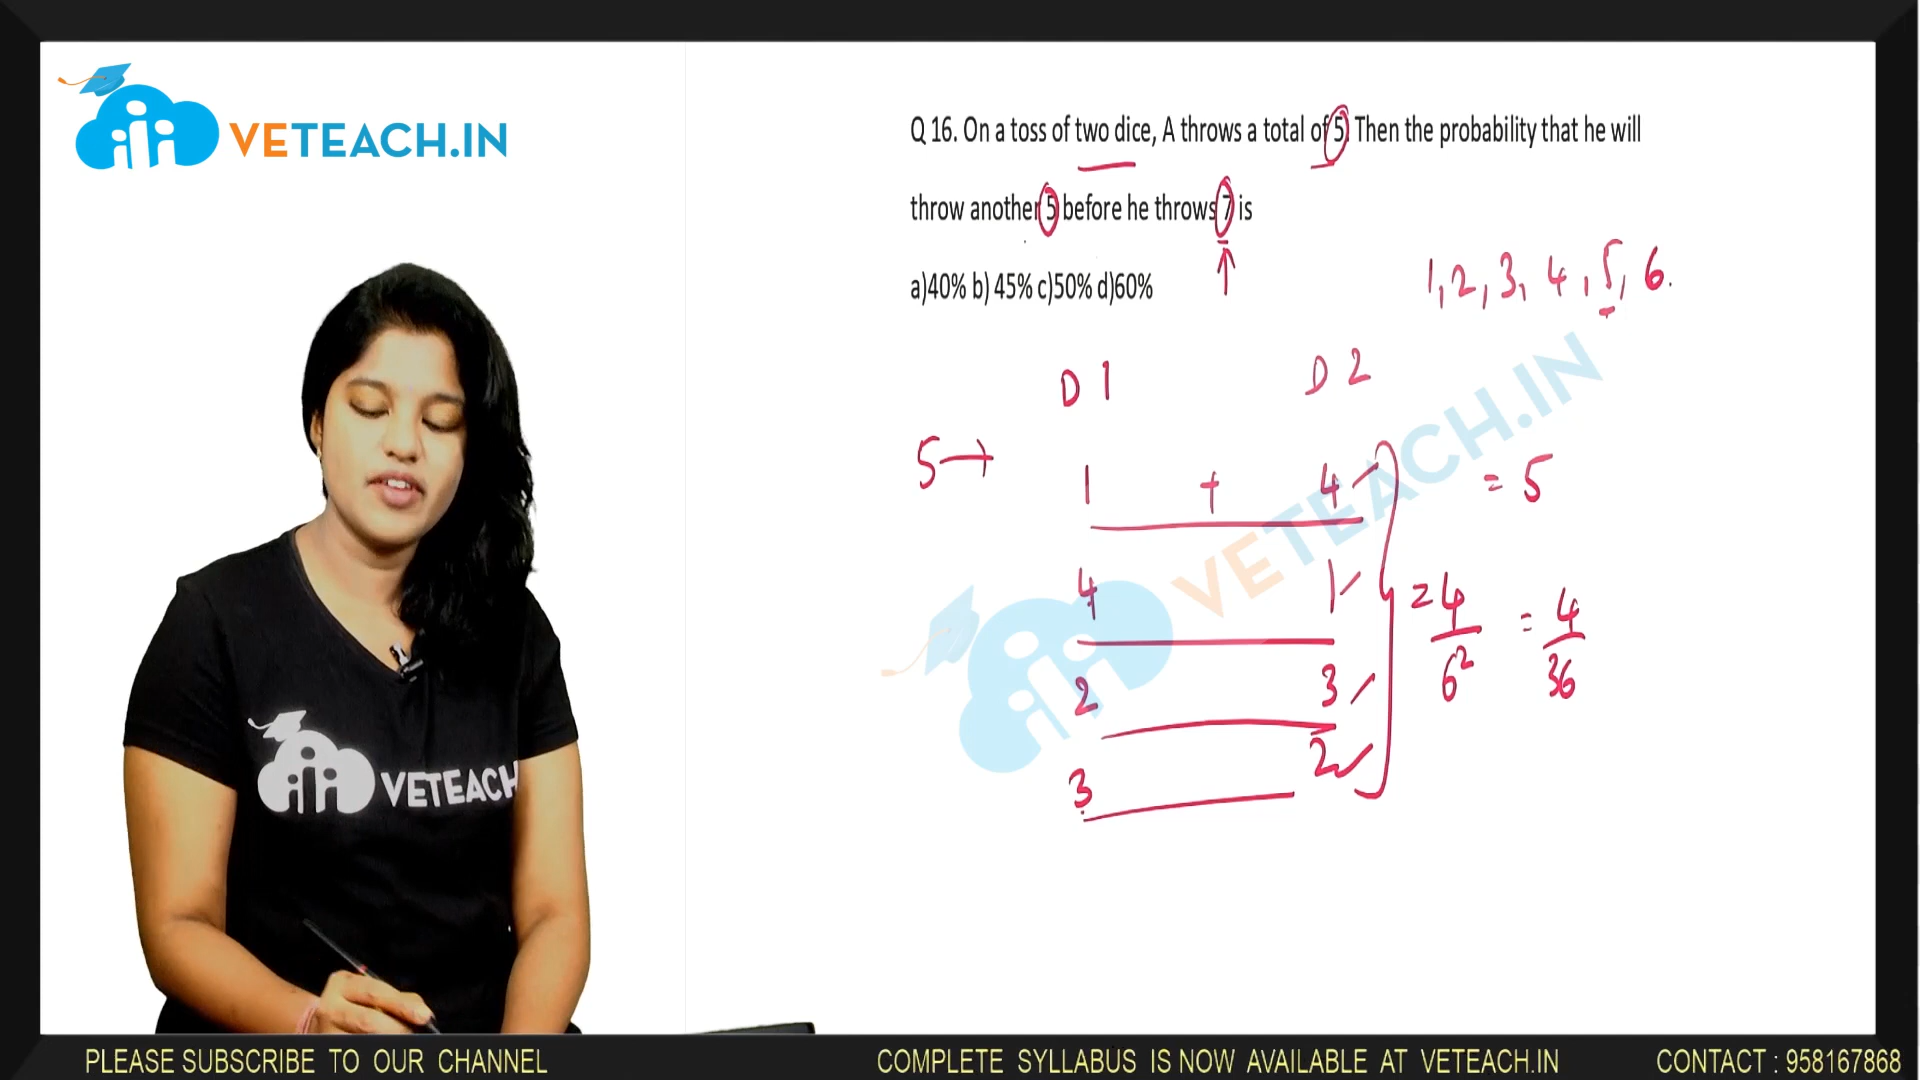 VETEACH.IN
Q 16. On a toss of two dice, A throws a total of 5. Then the probability that he will
throw another 5 before he throws 7 is
a)40% b) 45% c)50% d)60%
1, 2, 3, 4, 5, 6.
D 1 D 2
5→ 1 + 4 = 5
4 1
= 4/6² = 4/36
2 3
3 2
VETEACH.IN
VETEACH
PLEASE SUBSCRIBE TO OUR CHANNEL
COMPLETE SYLLABUS IS NOW AVAILABLE AT VETEACH.IN
CONTACT : 958167868